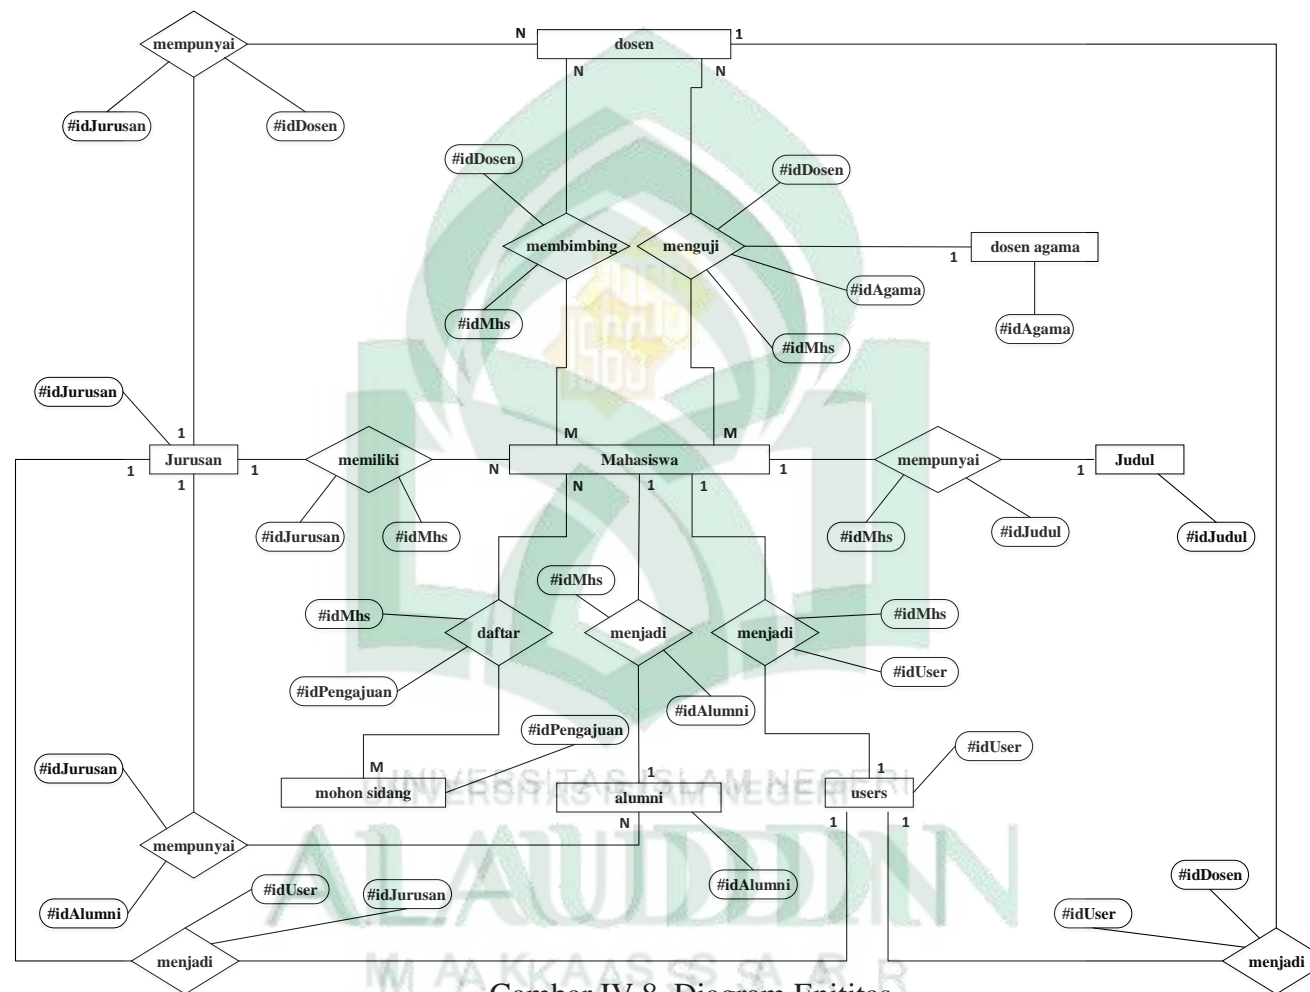 mempunyai
N
dosen
1
N
N
#idJurusan
#idDosen
#idDosen
#idDosen
membimbing
menguji
dosen agama
1
#idAgama
#idMhs
#idAgama
#idMhs
#idJurusan
1
M
M
Jurusan
memiliki
Mahasiswa
mempunyai
Judul
1
1
1
N
N
1
1
1
1
#idJurusan
#idMhs
#idMhs
#idJudul
#idJudul
#idMhs
#idMhs
daftar
menjadi
menjadi
#idMhs
#idUser
#idPengajuan
#idAlumni
#idPengajuan
#idUser
#idJurusan
M
1
1
mohon sidang
alumni
users
UNIVERSITAS ISLAM NEGERI
N
1
1
mempunyai
ALAUDDIN
#idAlumni
#idUser
#idJurusan
#idAlumni
#idDosen
#idUser
menjadi
MAKASSAR
menjadi
Gambar IV. 8. Diagram Enititas
1965